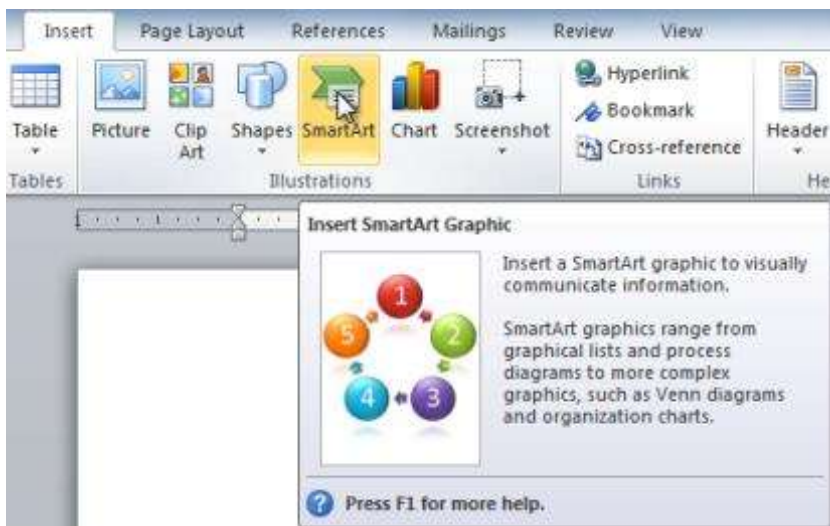 Insert Page Layout References Mailings Review View
Table
Picture
Clip Art
Shapes
SmartArt
Chart
Screenshot
Hyperlink
Bookmark
Cross-reference
Header
Tables
Illustrations
Links
He
1
Insert SmartArt Graphic
1
2
3
4
5
Insert a SmartArt graphic to visually
communicate information.
SmartArt graphics range from
graphical lists and process
diagrams to more complex
graphics, such as Venn diagrams
and organization charts.
Press F1 for more help.